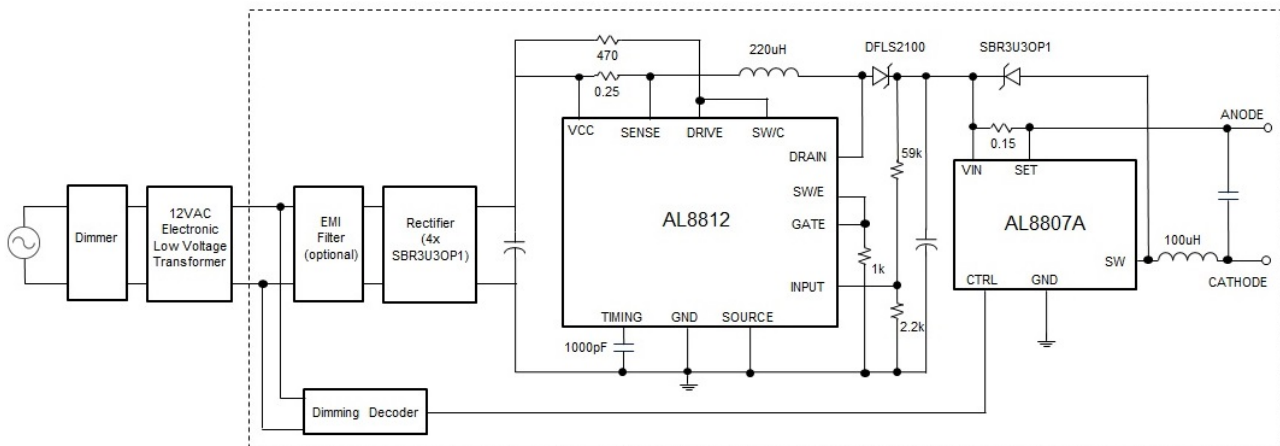 470
0.25
220uH
DFLS2100
SBR3U3OP1
VCC
SENSE
DRIVE
SW/C
DRAIN
SW/E
GATE
INPUT
AL8812
TIMING
GND
SOURCE
1000pF
59k
1k
2.2k
0.15
VIN
SET
AL8807A
SW
CTRL
GND
100uH
ANODE
CATHODE
Dimmer
12VAC
Electronic
Low Voltage
Transformer
EMI
Filter
(optional)
Rectifier
(4x
SBR3U3OP1)
Dimming Decoder